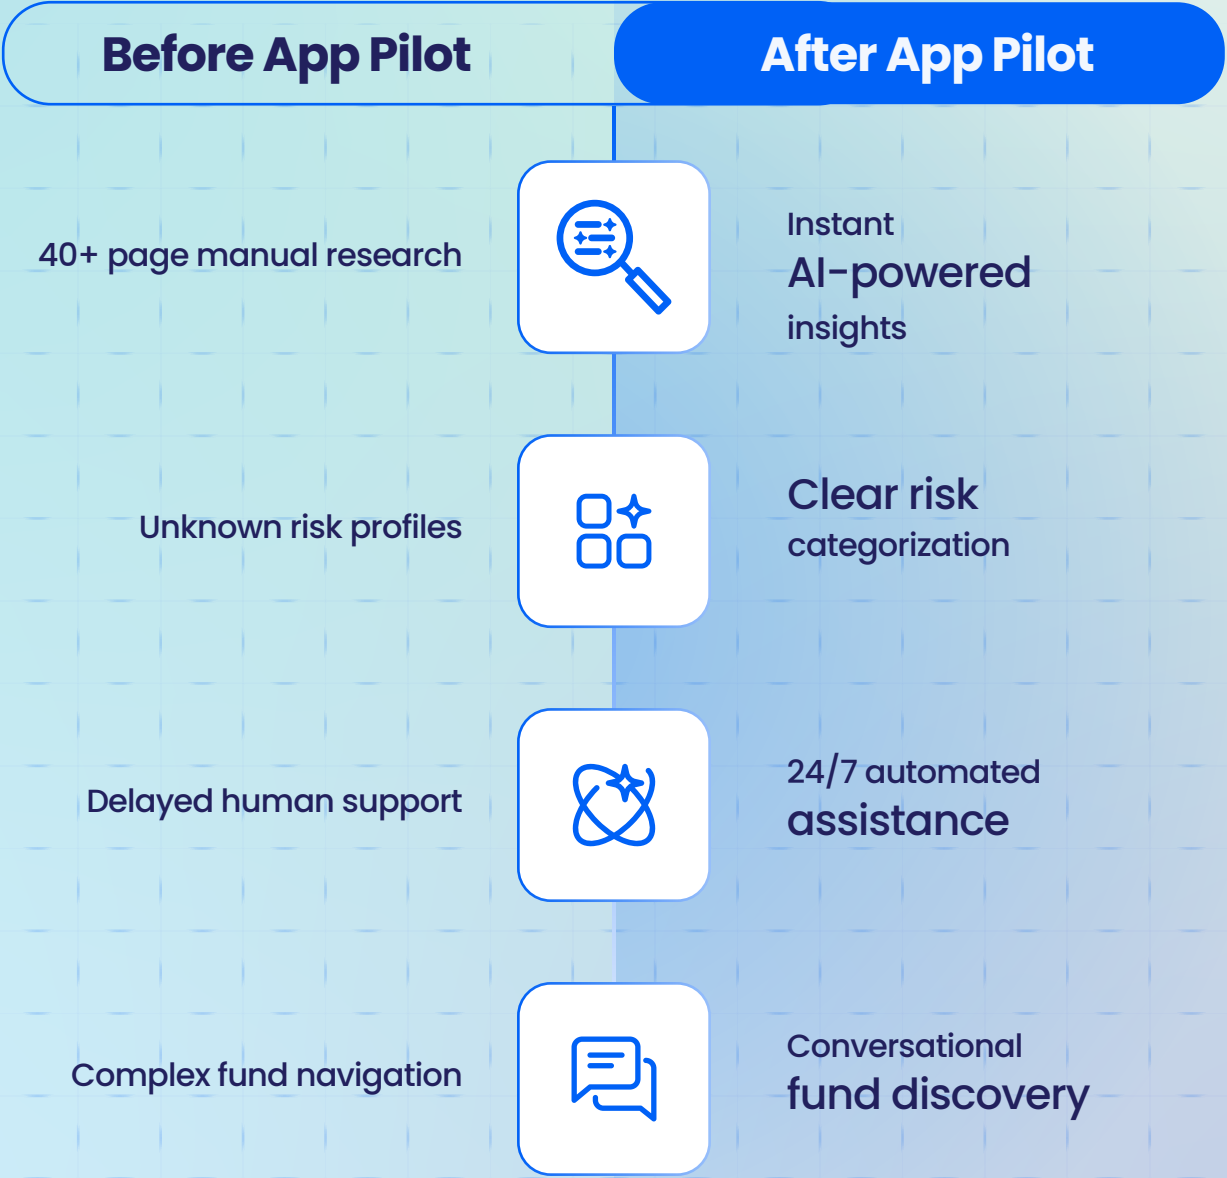 Before App Pilot
After App Pilot
40+ page manual research
Instant
AI-powered
insights
Unknown risk profiles
Clear risk
categorization
Delayed human support
24/7 automated
assistance
Complex fund navigation
Conversational
fund discovery